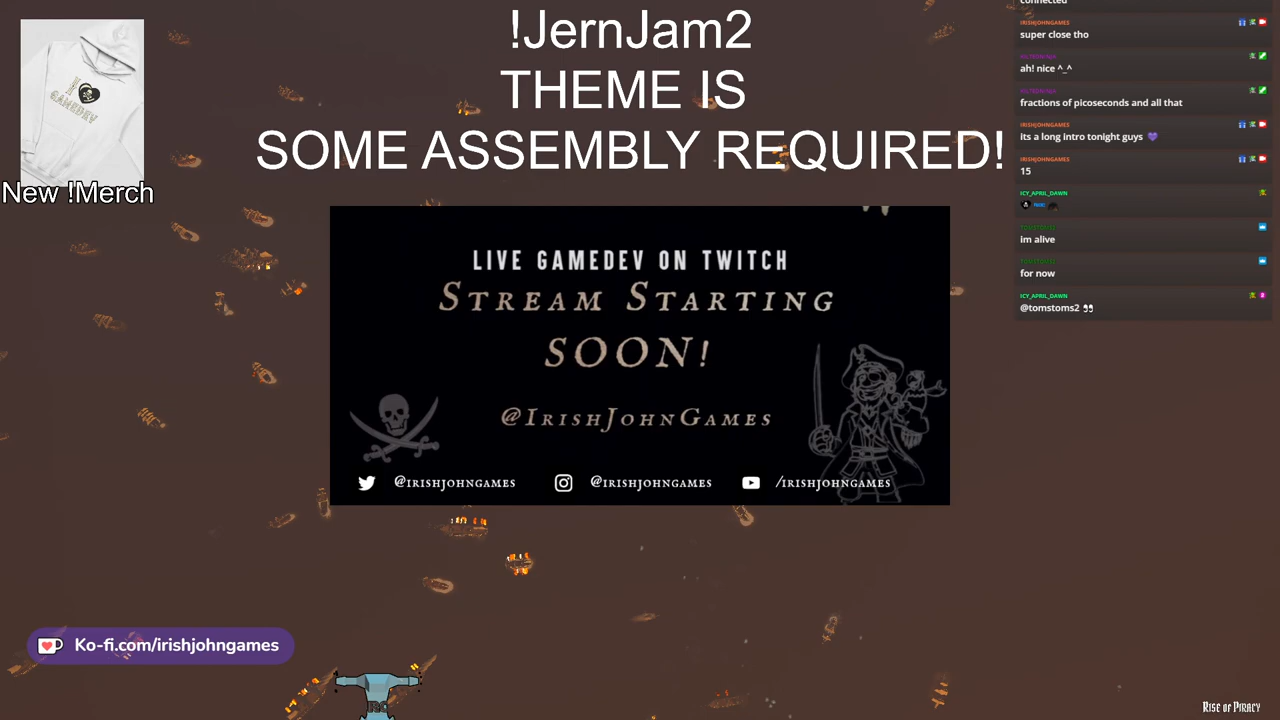 !JernJam2
THEME IS
SOME ASSEMBLY REQUIRED!
I
GAMEDEV
New !Merch
LIVE GAMEDEV ON TWITCH
STREAM STARTING
SOON!
@IRISHJOHNGAMES
@IRISHJOHNGAMES
@IRISHJOHNGAMES
/IRISHJOHNGAMES
Ko-fi.com/irishjohngames
connected
IRISHJOHNGAMES
super close tho
ah! nice ^_^
fractions of picoseconds and all that
IRISHJOHNGAMES
its a long intro tonight guys 💜
IRISHJOHNGAMES
15
ICY_APRIL_DAWN
im alive
for now
ICY_APRIL_DAWN
@tomstoms2 👀
RISE OF PIRACY